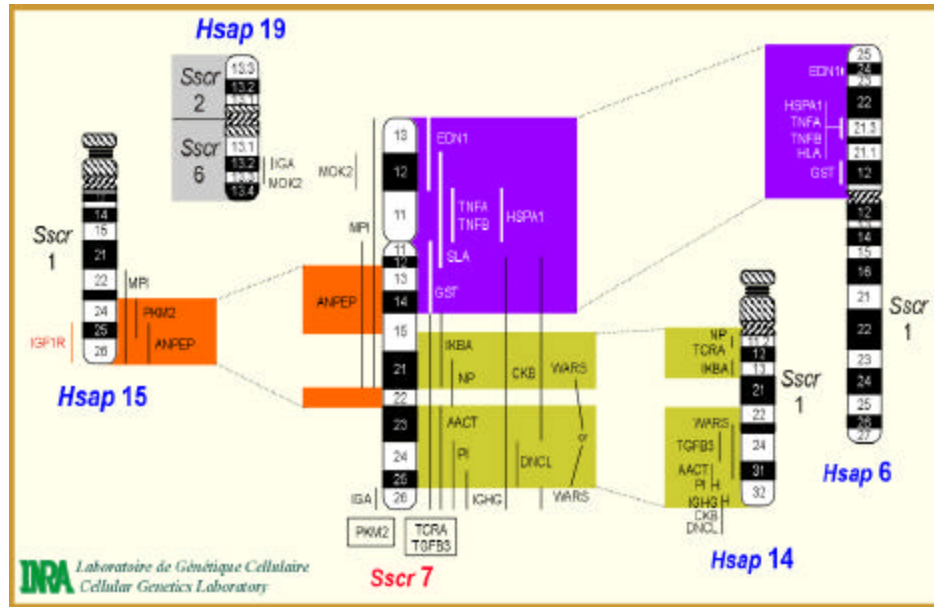 Hsap 19
Sscr
2
13.3
13.2
13.1
Sscr
6
13.1
13.2
13.3
13.4
IGA
MOK2
Sscr
1
14
15
21
22
24
25
26
MPI
PKM2
ANPEP
IGF1R
Hsap 15
MOK2
MPI
ANPEP
IGA
PKM2
13
12
11
11
12
13
14
15
21
22
23
24
25
26
EDN1
TNFA
TNFB
HSPA1
SLA
GST
IKBA
NP
CKB
WARS
or
AACT
PI
DNCL
IGHG
WARS
TCRA
TGFB3
Sscr 7
NP
TCRA
IKBA
WARS
TGFB3
AACT
PI H
IGHG H
CKB
DNCL
11.2
12
13
21
22
24
31
32
Sscr
1
Hsap 14
EDN1
HSPA1
TNFA
TNFB
HLA
GST
25
24
23
22
21.3
21.1
12
12
14
15
16
21
22
23
24
25
26
27
Sscr
1
Hsap 6
INRA
Laboratoire de Génétique Cellulaire
Cellular Genetics Laboratory